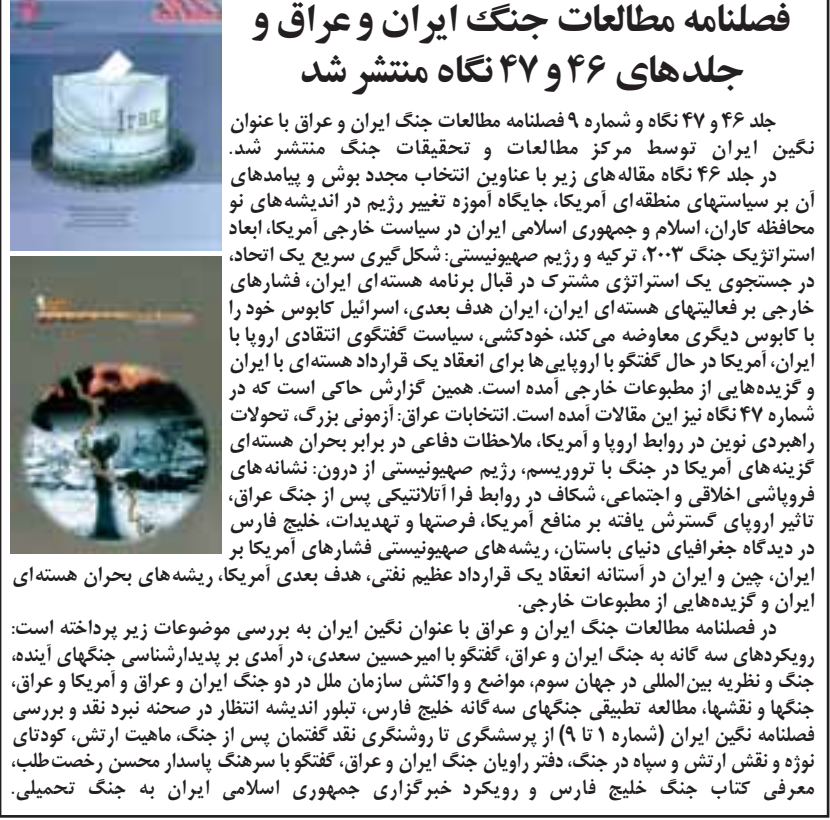 فصلنامه مطالعات جنگ ایران و عراق و
جلدهای ۴۶ و ۴۷ نگاه منتشر شد
جلد ۴۶ و ۴۷ نگاه و شماره ۹ فصلنامه مطالعات جنگ ایران و عراق با عنوان
نگین ایران توسط مرکز مطالعات و تحقیقات جنگ منتشر شد.
در جلد ۴۶ نگاه مقاله‌های زیر با عناوین انتخاب مجدد بوش و پیامدهای
آن بر سیاستهای منطقه‌ای آمریکا، جایگاه آموزه تغییر رژیم در اندیشه‌های نو
محافظه کاران، اسلام و جمهوری اسلامی ایران در سیاست خارجی آمریکا، ابعاد
استراتژیک جنگ ۲۰۰۳، ترکیه و رژیم صهیونیستی: شکل گیری سریع یک اتحاد،
در جستجوی یک استراتژی مشترک در قبال برنامه هسته‌ای ایران، فشارهای
خارجی بر فعالیتهای هسته‌ای ایران، ایران هدف بعدی، اسرائیل کابوس خود را
با کابوس دیگری معاوضه می‌کند، خودکشی، سیاست گفتگوی انتقادی اروپا با
ایران، آمریکا در حال گفتگو با اروپایی‌ها برای انعقاد یک قرارداد هسته‌ای با ایران
و گزیده‌هایی از مطبوعات خارجی آمده است. همین گزارش حاکی است که در
شماره ۴۷ نگاه نیز این مقالات آمده است. انتخابات عراق: آزمونی بزرگ، تحولات
راهبردی نوین در روابط اروپا و آمریکا، ملاحظات دفاعی در برابر بحران هسته‌ای
گزینه‌های آمریکا در جنگ با تروریسم، رژیم صهیونیستی از درون: نشانه‌های
فروپاشی اخلاقی و اجتماعی، شکاف در روابط فرا آتلانتیکی پس از جنگ عراق،
تاثیر اروپای گسترش یافته بر منافع آمریکا، فرصتها و تهدیدات، خلیج فارس
در دیدگاه جغرافیای دنیای باستان، ریشه‌های صهیونیستی فشارهای آمریکا بر
ایران، چین و ایران در آستانه انعقاد یک قرارداد عظیم نفتی، هدف بعدی آمریکا، ریشه‌های بحران هسته‌ای
ایران و گزیده‌هایی از مطبوعات خارجی.
در فصلنامه مطالعات جنگ ایران و عراق با عنوان نگین ایران به بررسی موضوعات زیر پرداخته است:
رویکردهای سه گانه به جنگ ایران و عراق، گفتگو با امیرحسین سعدی، در آمدی بر پدیدارشناسی جنگهای آینده،
جنگ و نظریه بین‌المللی در جهان سوم، مواضع و واکنش سازمان ملل در دو جنگ ایران و عراق و آمریکا و عراق،
جنگها و نقشها، مطالعه تطبیقی جنگهای سه گانه خلیج فارس، تبلور اندیشه انتظار در صحنه نبرد نقد و بررسی
فصلنامه نگین ایران (شماره ۱ تا ۹) از پرسشگری تا روشنگری نقد گفتمان پس از جنگ، ماهیت ارتش، کودتای
نوژه و نقش ارتش و سپاه در جنگ، دفتر راویان جنگ ایران و عراق، گفتگو با سرهنگ پاسدار محسن رخصت‌طلب،
معرفی کتاب جنگ خلیج فارس و رویکرد خبرگزاری جمهوری اسلامی ایران به جنگ تحمیلی.
Iraq